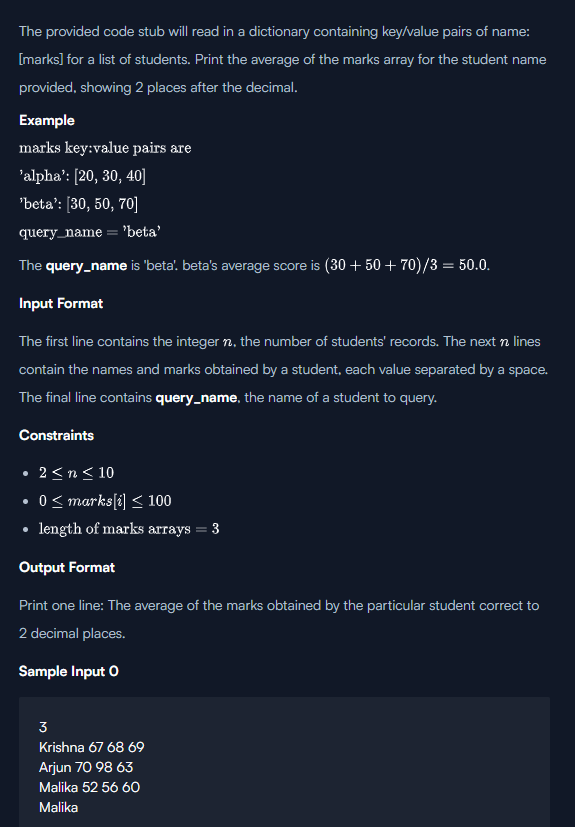 The provided code stub will read in a dictionary containing key/value pairs of name:
[marks] for a list of students. Print the average of the marks array for the student name
provided, showing 2 places after the decimal.
Example
marks key:value pairs are
'alpha': [20, 30, 40]
'beta': [30, 50, 70]
query_name = 'beta'
The query_name is 'beta'. beta's average score is (30 + 50 + 70)/3 = 50.0.
Input Format
The first line contains the integer n, the number of students' records. The next n lines
contain the names and marks obtained by a student, each value separated by a space.
The final line contains query_name, the name of a student to query.
Constraints
• 2 ≤ n ≤ 10
• 0 ≤ marks[i] ≤ 100
• length of marks arrays = 3
Output Format
Print one line: The average of the marks obtained by the particular student correct to
2 decimal places.
Sample Input 0
3
Krishna 67 68 69
Arjun 70 98 63
Malika 52 56 60
Malika